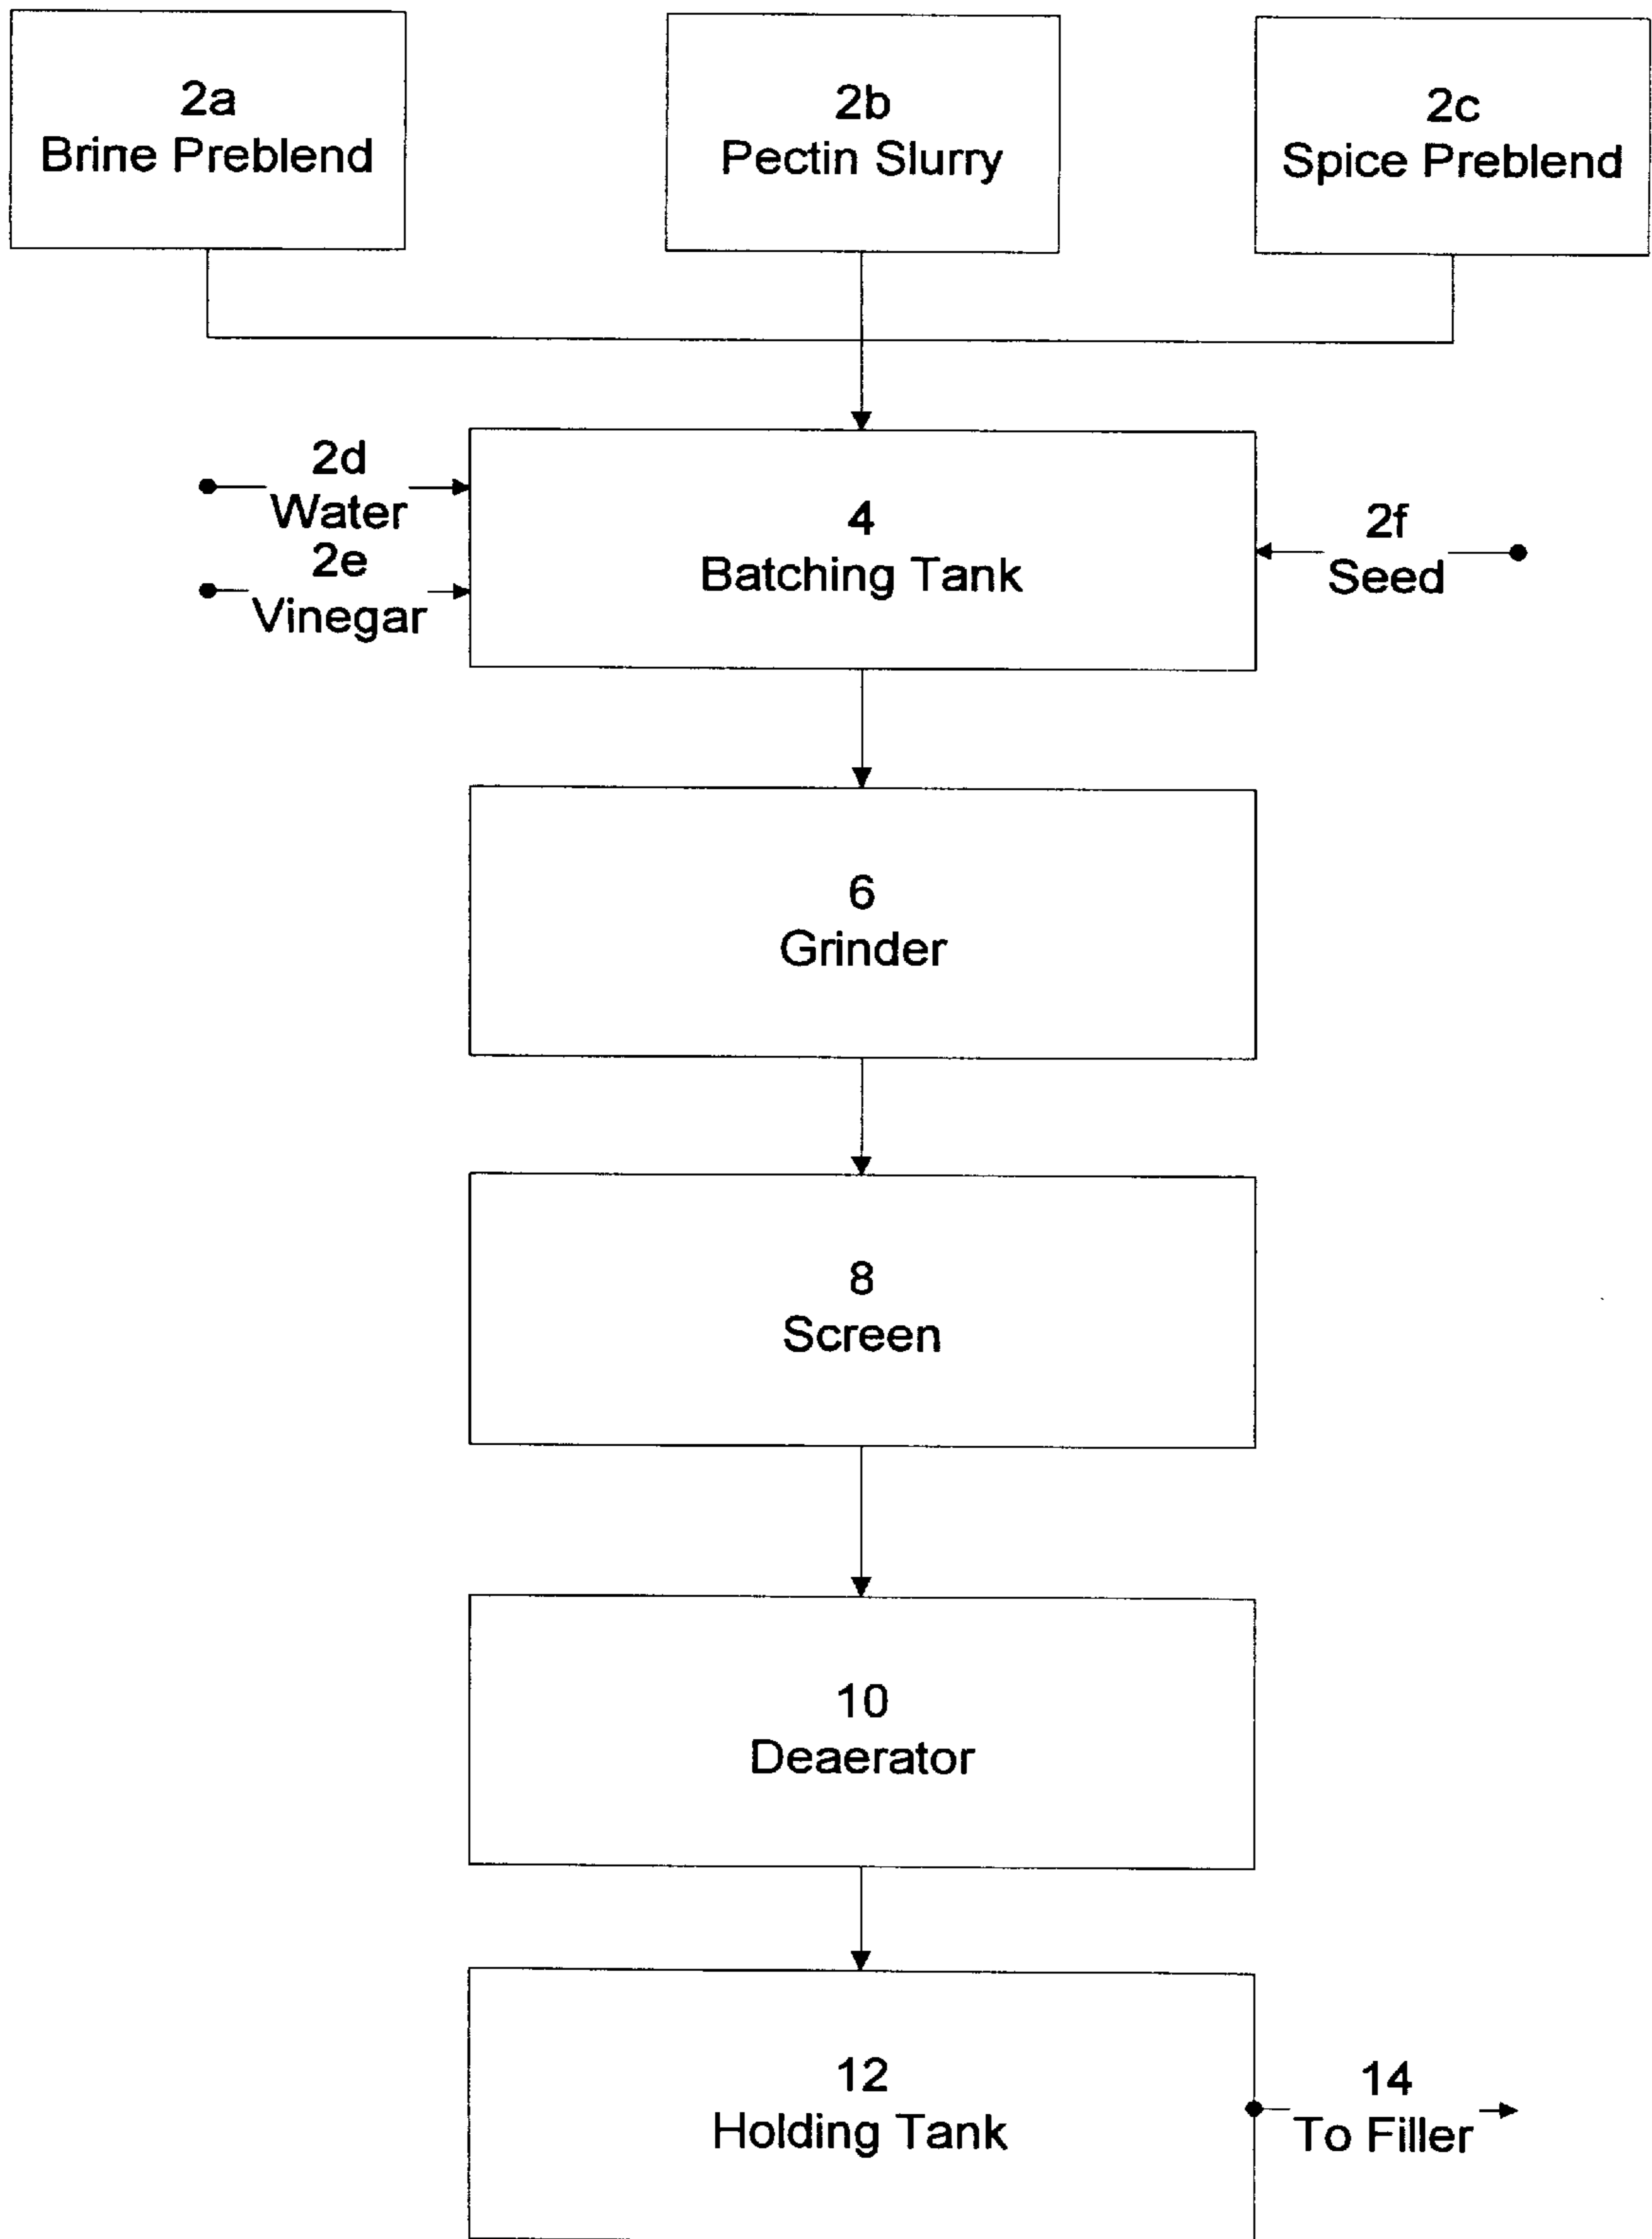 2a
Brine Preblend
2b
Pectin Slurry
2c
Spice Preblend
2d
Water
2e
Vinegar
4
Batching Tank
2f
Seed
6
Grinder
8
Screen
10
Deaerator
12
Holding Tank
14
To Filler